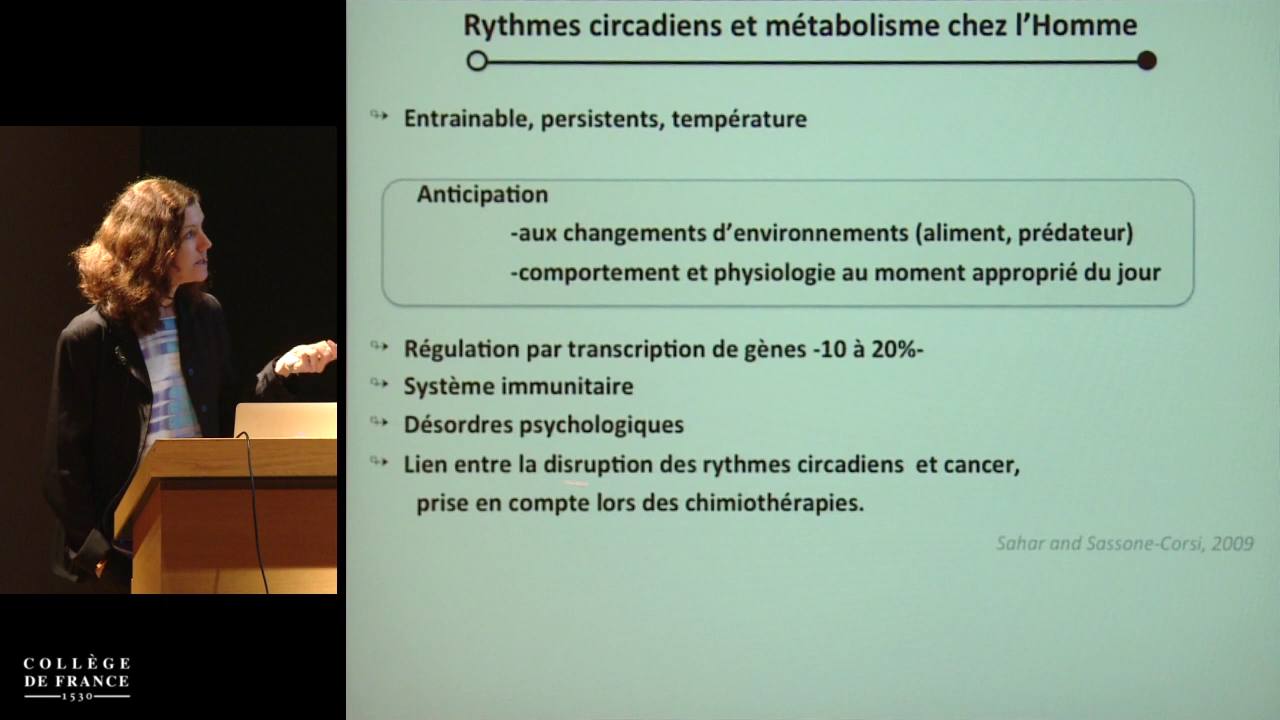 Rythmes circadiens et métabolisme chez l'Homme
Entrainable, persistents, température
Anticipation
-aux changements d'environnements (aliment, prédateur)
-comportement et physiologie au moment approprié du jour
Régulation par transcription de gènes -10 à 20%-
Système immunitaire
Désordres psychologiques
Lien entre la disruption des rythmes circadiens et cancer,
prise en compte lors des chimiothérapies.
Sahar and Sassone-Corsi, 2009
COLLÈGE
DE FRANCE
1530